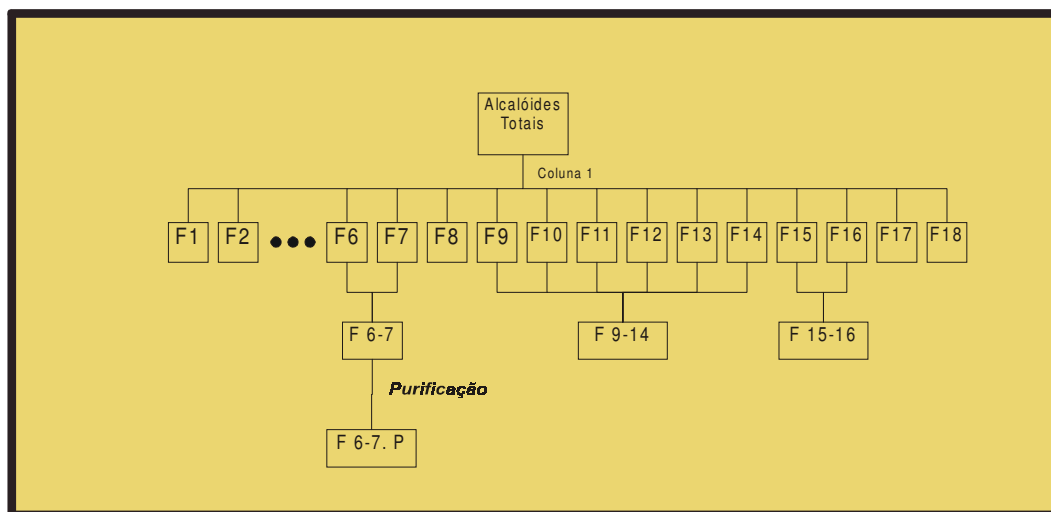 Alcalóides
Totais
Coluna 1
F1 F2 ••• F6 F7 F8 F9 F10 F11 F12 F13 F14 F15 F16 F17 F18
F 6-7 F 9-14 F 15-16
Purificação
F 6-7. P